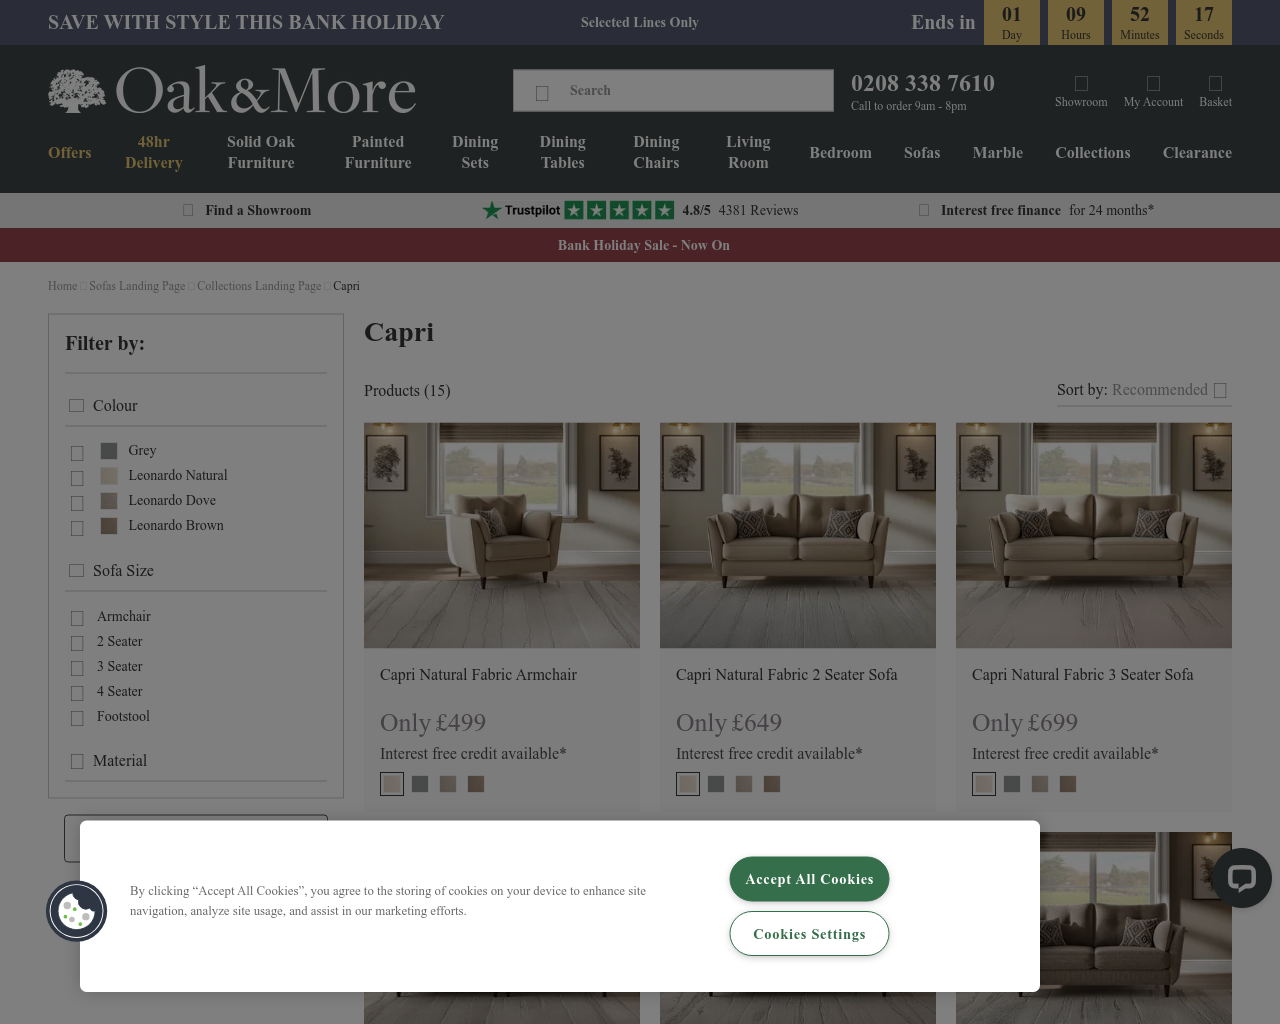 SAVE WITH STYLE THIS BANK HOLIDAY
Selected Lines Only
Ends in
01
Day
09
Hours
52
Minutes
17
Seconds
Oak&More
Search
0208 338 7610
Call to order 9am - 8pm
Showroom
My Account
Basket
Offers
48hr Delivery
Solid Oak Furniture
Painted Furniture
Dining Sets
Dining Tables
Dining Chairs
Living Room
Bedroom
Sofas
Marble
Collections
Clearance
Find a Showroom
Trustpilot 4.8/5 4381 Reviews
Interest free finance for 24 months*
Bank Holiday Sale - Now On
Home Sofas Landing Page Collections Landing Page Capri
Filter by:
Colour
Grey
Leonardo Natural
Leonardo Dove
Leonardo Brown
Sofa Size
Armchair
2 Seater
3 Seater
4 Seater
Footstool
Material
Capri
Products (15)
Sort by: Recommended
Capri Natural Fabric Armchair
Only £499
Interest free credit available*
Capri Natural Fabric 2 Seater Sofa
Only £649
Interest free credit available*
Capri Natural Fabric 3 Seater Sofa
Only £699
Interest free credit available*
By clicking “Accept All Cookies”, you agree to the storing of cookies on your device to enhance site
navigation, analyze site usage, and assist in our marketing efforts.
Accept All Cookies
Cookies Settings